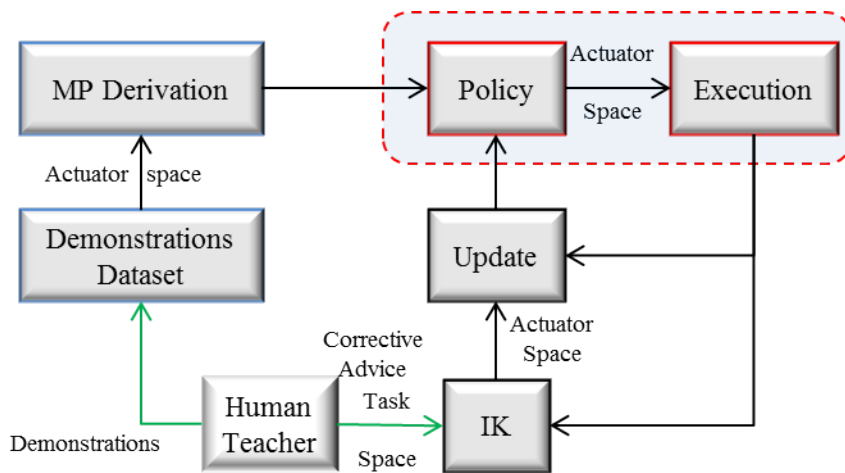 MP Derivation
Policy
Actuator
Space
Execution
Actuator space
Demonstrations
Dataset
Update
Actuator
Space
Corrective
Advice
Task
Space
Human
Teacher
IK
Demonstrations